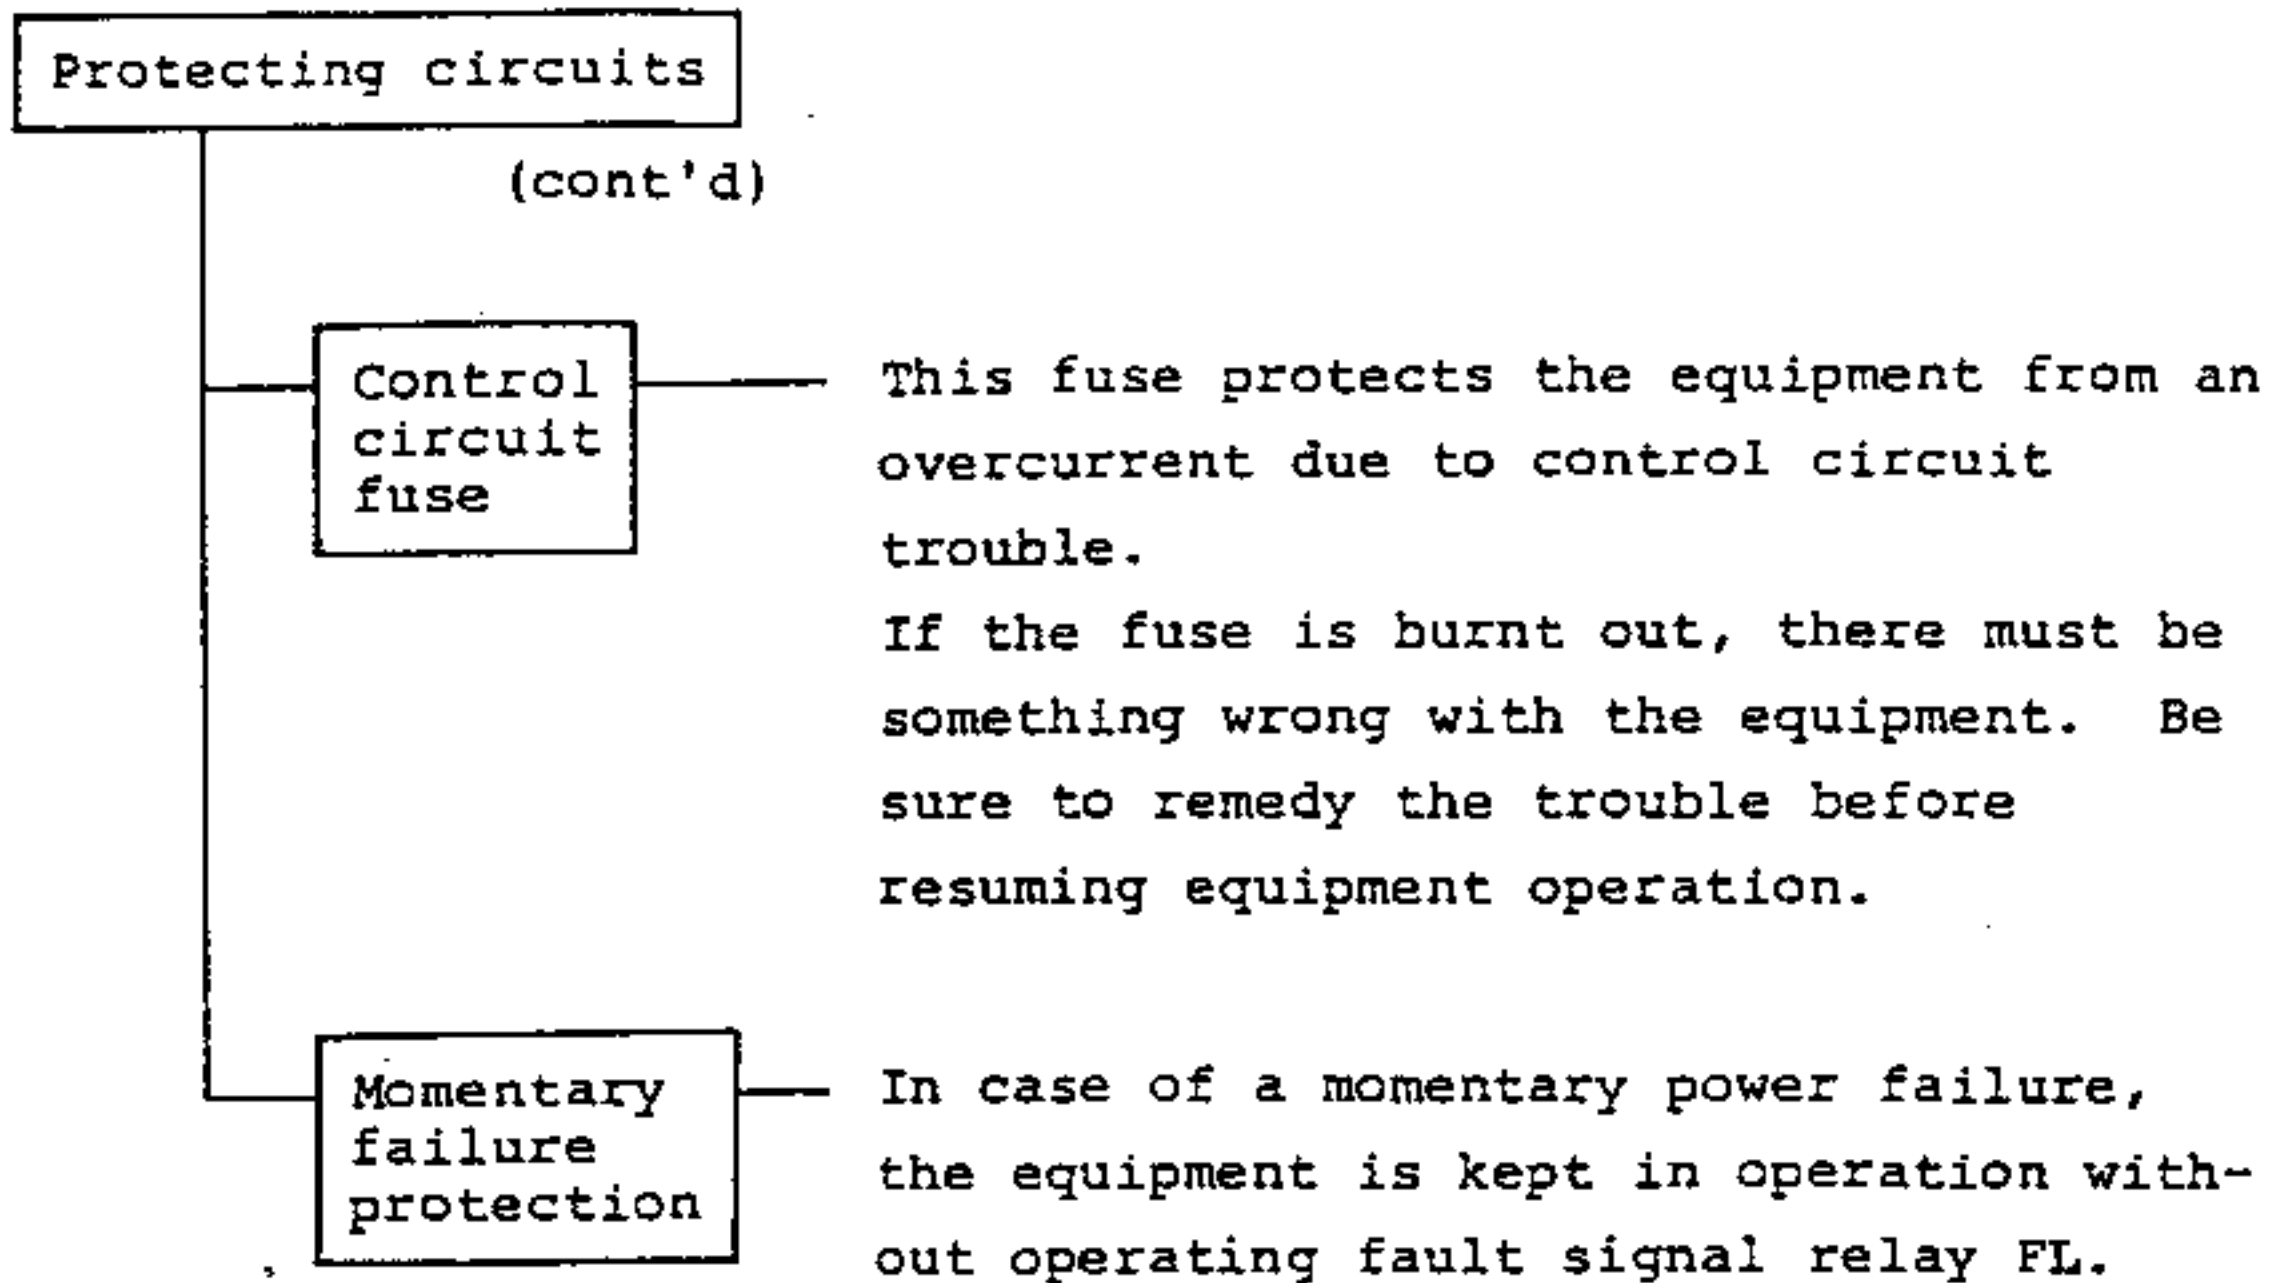 Protecting circuits
(cont'd)
Control
circuit
fuse
This fuse protects the equipment from an
overcurrent due to control circuit
trouble.
If the fuse is burnt out, there must be
something wrong with the equipment. Be
sure to remedy the trouble before
resuming equipment operation.
Momentary
failure
protection
In case of a momentary power failure,
the equipment is kept in operation with-
out operating fault signal relay FL.